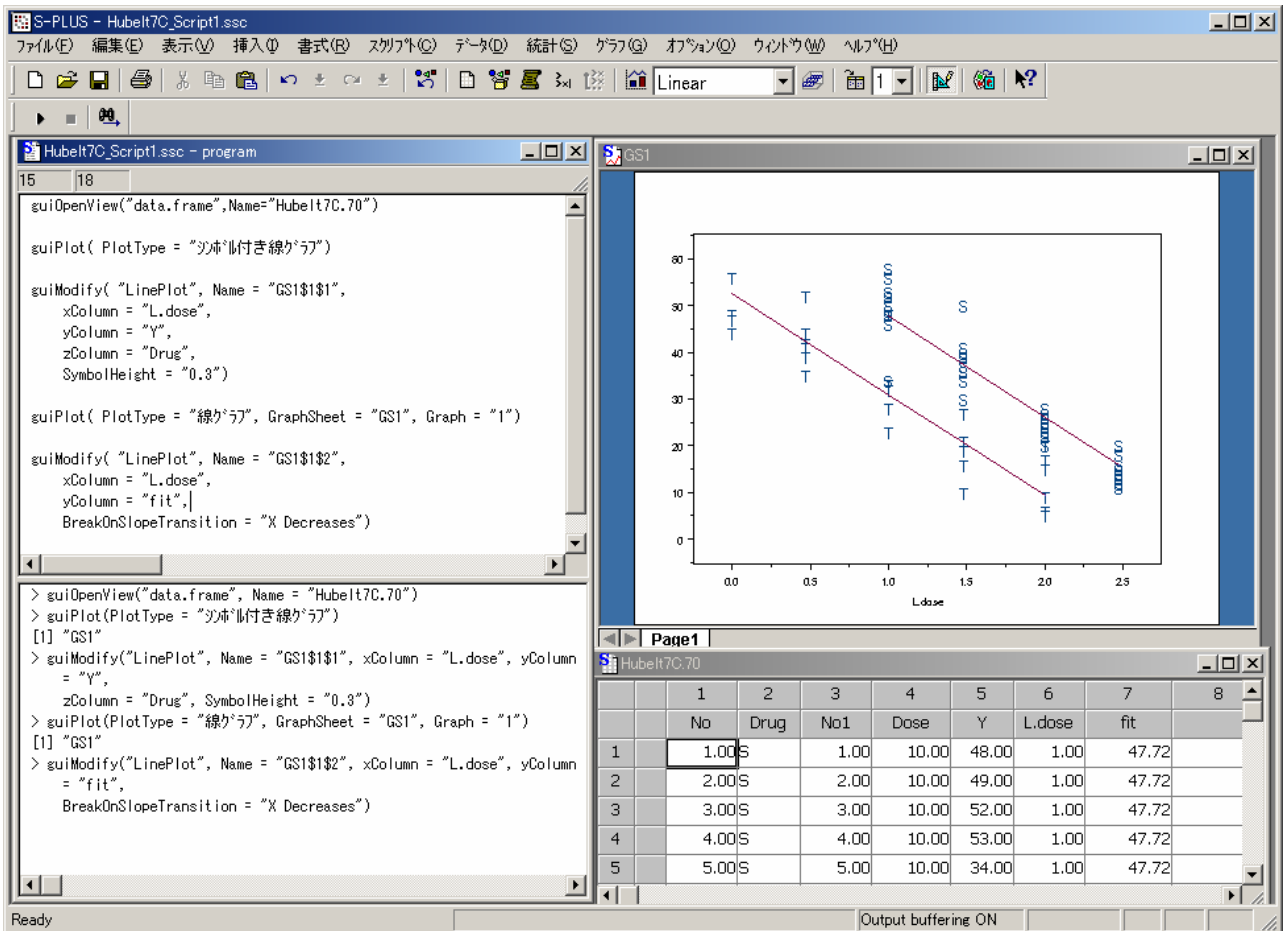 S-PLUS - Hubelt7C_Script1.ssc
ファイル(F) 編集(E) 表示(V) 挿入(I) 書式(R) スクリプト(C) データ(D) 統計(S) グラフ(G) オプション(O) ウィンドウ(W) ヘルプ(H)
Linear 1
Hubelt7C_Script1.ssc - program
15 18
guiOpenView("data.frame",Name="Hubelt7C.70")
guiPlot( PlotType = "シンボル付き線グラフ")
guiModify( "LinePlot", Name = "GS1$1$1",
xColumn = "L.dose",
yColumn = "Y",
zColumn = "Drug",
SymbolHeight = "0.3")
guiPlot( PlotType = "線グラフ", GraphSheet = "GS1", Graph = "1")
guiModify( "LinePlot", Name = "GS1$1$2",
xColumn = "L.dose",
yColumn = "fit",
BreakOnSlopeTransition = "X Decreases")
> guiOpenView("data.frame", Name = "Hubelt7C.70")
> guiPlot(PlotType = "シンボル付き線グラフ")
[1] "GS1"
> guiModify("LinePlot", Name = "GS1$1$1", xColumn = "L.dose", yColumn
= "Y",
zColumn = "Drug", SymbolHeight = "0.3")
> guiPlot(PlotType = "線グラフ", GraphSheet = "GS1", Graph = "1")
[1] "GS1"
> guiModify("LinePlot", Name = "GS1$1$2", xColumn = "L.dose", yColumn
= "fit",
BreakOnSlopeTransition = "X Decreases")
GS1
60
50
40
30
20
10
0
0.0 0.5 1.0 1.5 2.0 2.5
L.dose
Page1
Hubelt7C.70
1 2 3 4 5 6 7 8
No Drug No1 Dose Y L.dose fit
1 1.00 S 1.00 10.00 48.00 1.00 47.72
2 2.00 S 2.00 10.00 49.00 1.00 47.72
3 3.00 S 3.00 10.00 52.00 1.00 47.72
4 4.00 S 4.00 10.00 53.00 1.00 47.72
5 5.00 S 5.00 10.00 34.00 1.00 47.72
Ready Output buffering ON